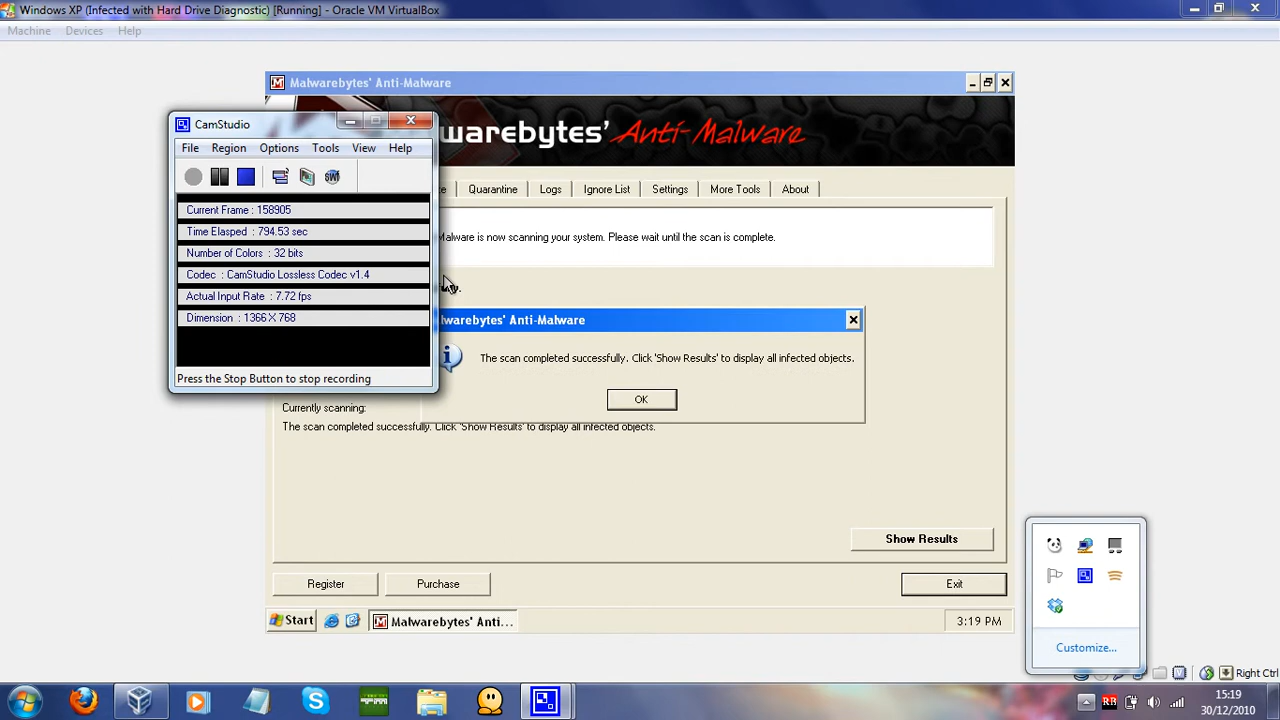 Windows XP (Infected with Hard Drive Diagnostic) [Running] - Oracle VM VirtualBox
Machine Devices Help
Malwarebytes' Anti-Malware
CamStudio
File Region Options Tools View Help
Current Frame : 158905
Time Elasped : 794.53 sec
Number of Colors : 32 bits
Codec : CamStudio Lossless Codec v1.4
Actual Input Rate : 7.72 fps
Dimension : 1366 X 768
Press the Stop Button to stop recording
warebytes' Anti-Malware
Quarantine Logs Ignore List Settings More Tools About
Malware is now scanning your system. Please wait until the scan is complete.
warebytes' Anti-Malware
The scan completed successfully. Click 'Show Results' to display all infected objects.
OK
Currently scanning:
The scan completed successfully. Click 'Show Results' to display all infected objects.
Show Results
Register Purchase Exit
Start Malwarebytes' Anti... 3:19 PM
Customize...
Right Ctrl
RB
15:19
30/12/2010